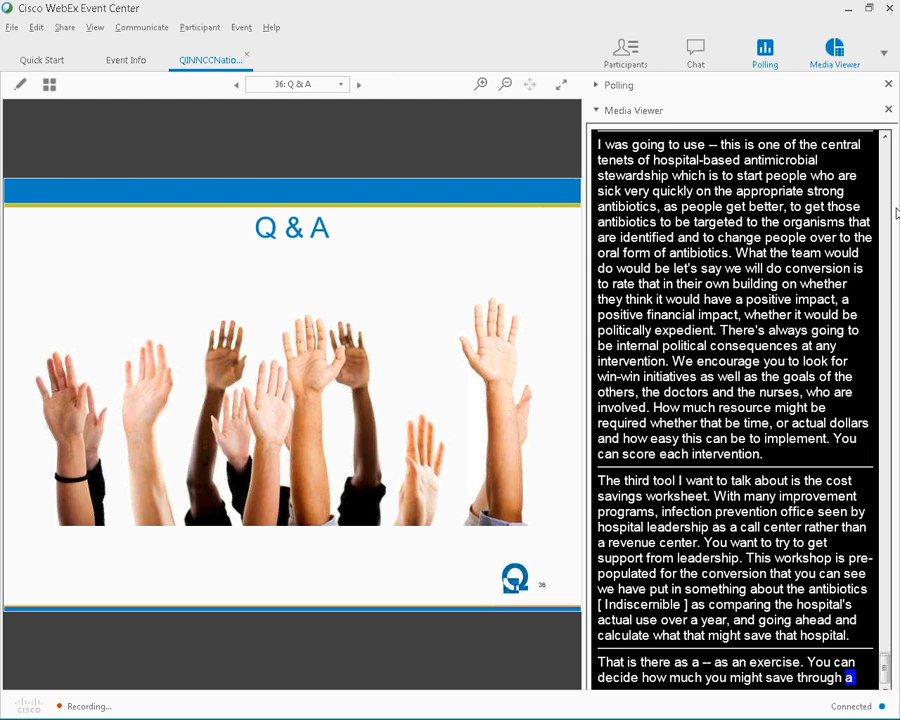 Cisco WebEx Event Center
File Edit Share View Communicate Participant Event Help
Quick Start Event Info QINNCCNatio... Participants Chat Polling Media Viewer
36: Q & A
Polling
Media Viewer
Q & A
36
I was going to use -- this is one of the central
tenets of hospital-based antimicrobial
stewardship which is to start people who are
sick very quickly on the appropriate strong
antibiotics, as people get better, to get those
antibiotics to be targeted to the organisms that
are identified and to change people over to the
oral form of antibiotics. What the team would
do would be let's say we will do conversion is
to rate that in their own building on whether
they think it would have a positive impact, a
positive financial impact, whether it would be
politically expedient. There's always going to
be internal political consequences at any
intervention. We encourage you to look for
win-win initiatives as well as the goals of the
others, the doctors and the nurses, who are
involved. How much resource might be
required whether that be time, or actual dollars
and how easy this can be to implement. You
can score each intervention.
The third tool I want to talk about is the cost
savings worksheet. With many improvement
programs, infection prevention office seen by
hospital leadership as a call center rather than
a revenue center. You want to try to get
support from leadership. This workshop is pre-
populated for the conversion that you can see
we have put in something about the antibiotics
[ Indiscernible ] as comparing the hospital's
actual use over a year, and going ahead and
calculate what that might save that hospital.
That is there as a -- as an exercise. You can
decide how much you might save through a
CISCO
Recording...
Connected